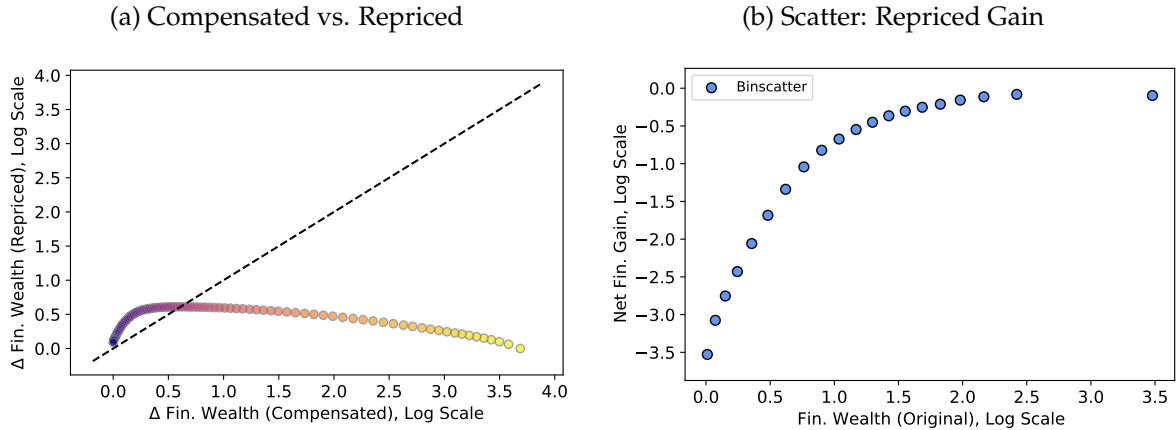 (a) Compensated vs. Repriced
4.0
3.5
3.0
2.5
2.0
1.5
1.0
0.5
0.0
Δ Fin. Wealth (Repriced), Log Scale
0.0 0.5 1.0 1.5 2.0 2.5 3.0 3.5 4.0
Δ Fin. Wealth (Compensated), Log Scale
(b) Scatter: Repriced Gain
Binscatter
0.0
−0.5
−1.0
−1.5
−2.0
−2.5
−3.0
−3.5
Net Fin. Gain, Log Scale
0.0 0.5 1.0 1.5 2.0 2.5 3.0 3.5
Fin. Wealth (Original), Log Scale